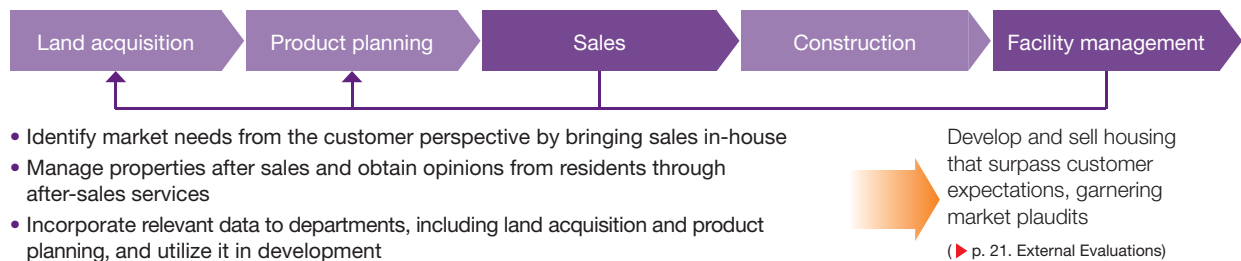 Land acquisition
Product planning
Sales
Construction
Facility management
• Identify market needs from the customer perspective by bringing sales in-house
• Manage properties after sales and obtain opinions from residents through
after-sales services
• Incorporate relevant data to departments, including land acquisition and product
planning, and utilize it in development
Develop and sell housing
that surpass customer
expectations, garnering
market plaudits
(▶ p. 21. External Evaluations)